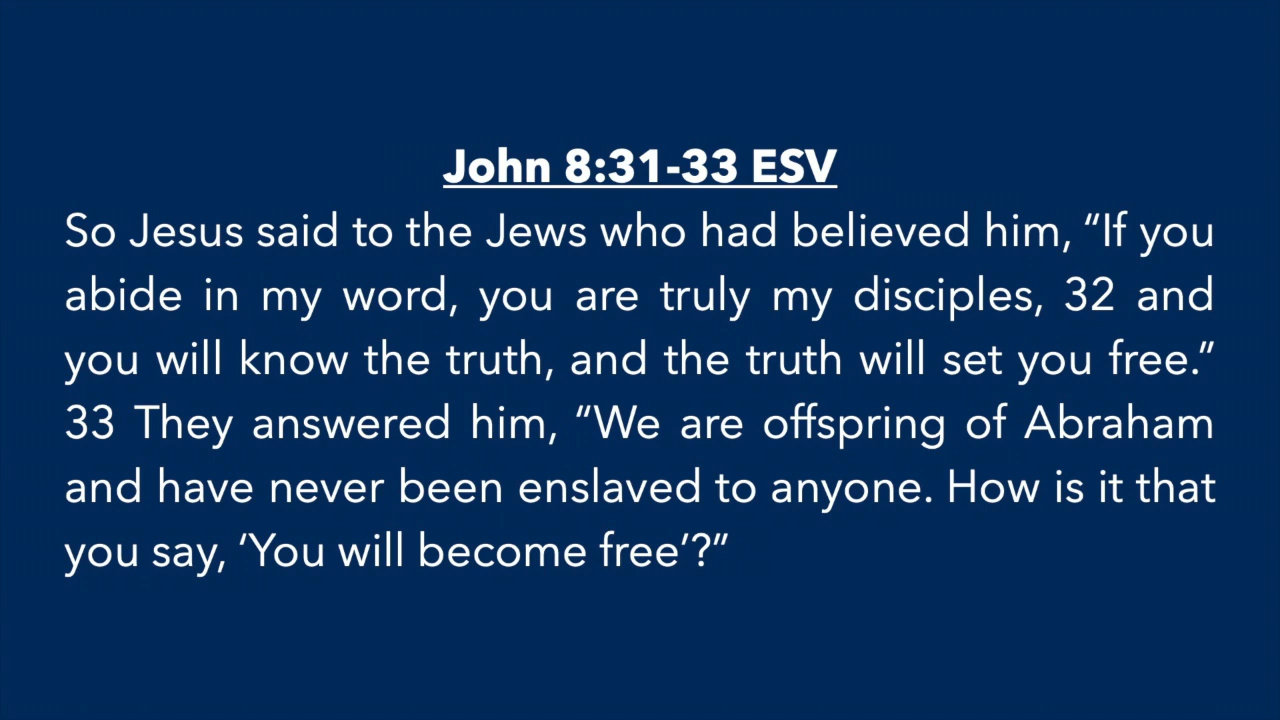 John 8:31-33 ESV
So Jesus said to the Jews who had believed him, “If you
abide in my word, you are truly my disciples, 32 and
you will know the truth, and the truth will set you free.”
33 They answered him, “We are offspring of Abraham
and have never been enslaved to anyone. How is it that
you say, ‘You will become free’?”